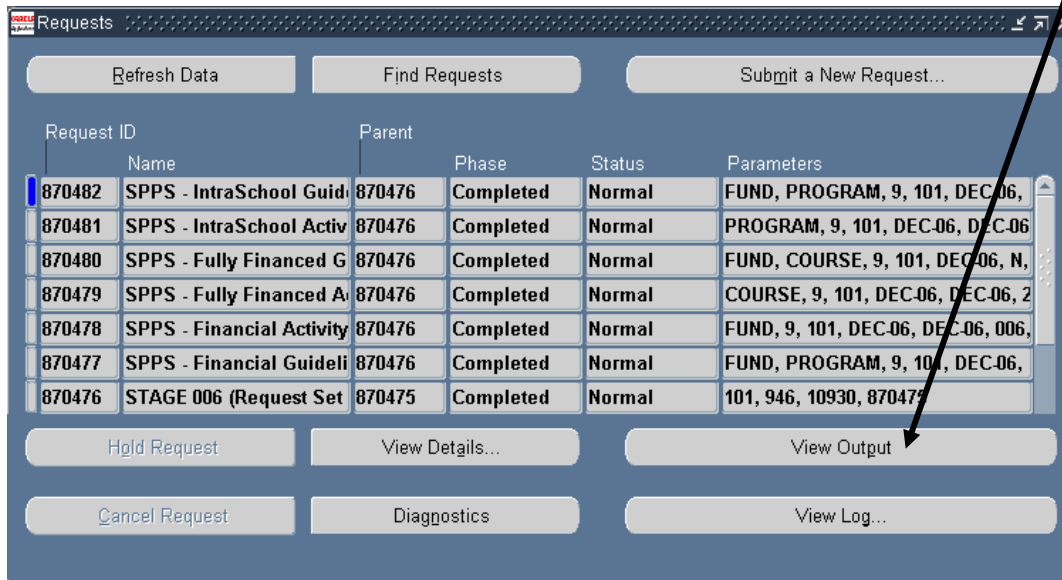 ORACLE Requests
Refresh Data Find Requests Submit a New Request...
Request ID Parent
Name Phase Status Parameters
870482 SPPS - IntraSchool Guid 870476 Completed Normal FUND, PROGRAM, 9, 101, DEC-06,
870481 SPPS - IntraSchool Activ 870476 Completed Normal PROGRAM, 9, 101, DEC-06, DEC-06
870480 SPPS - Fully Financed G 870476 Completed Normal FUND, COURSE, 9, 101, DEC-06, N,
870479 SPPS - Fully Financed A 870476 Completed Normal COURSE, 9, 101, DEC-06, DEC-06, 2
870478 SPPS - Financial Activity 870476 Completed Normal FUND, 9, 101, DEC-06, DEC-06, 006,
870477 SPPS - Financial Guideli 870476 Completed Normal FUND, PROGRAM, 9, 101, DEC-06,
870476 STAGE 006 (Request Set 870475 Completed Normal 101, 946, 10930, 870475
Hold Request View Details... View Output
Cancel Request Diagnostics View Log...